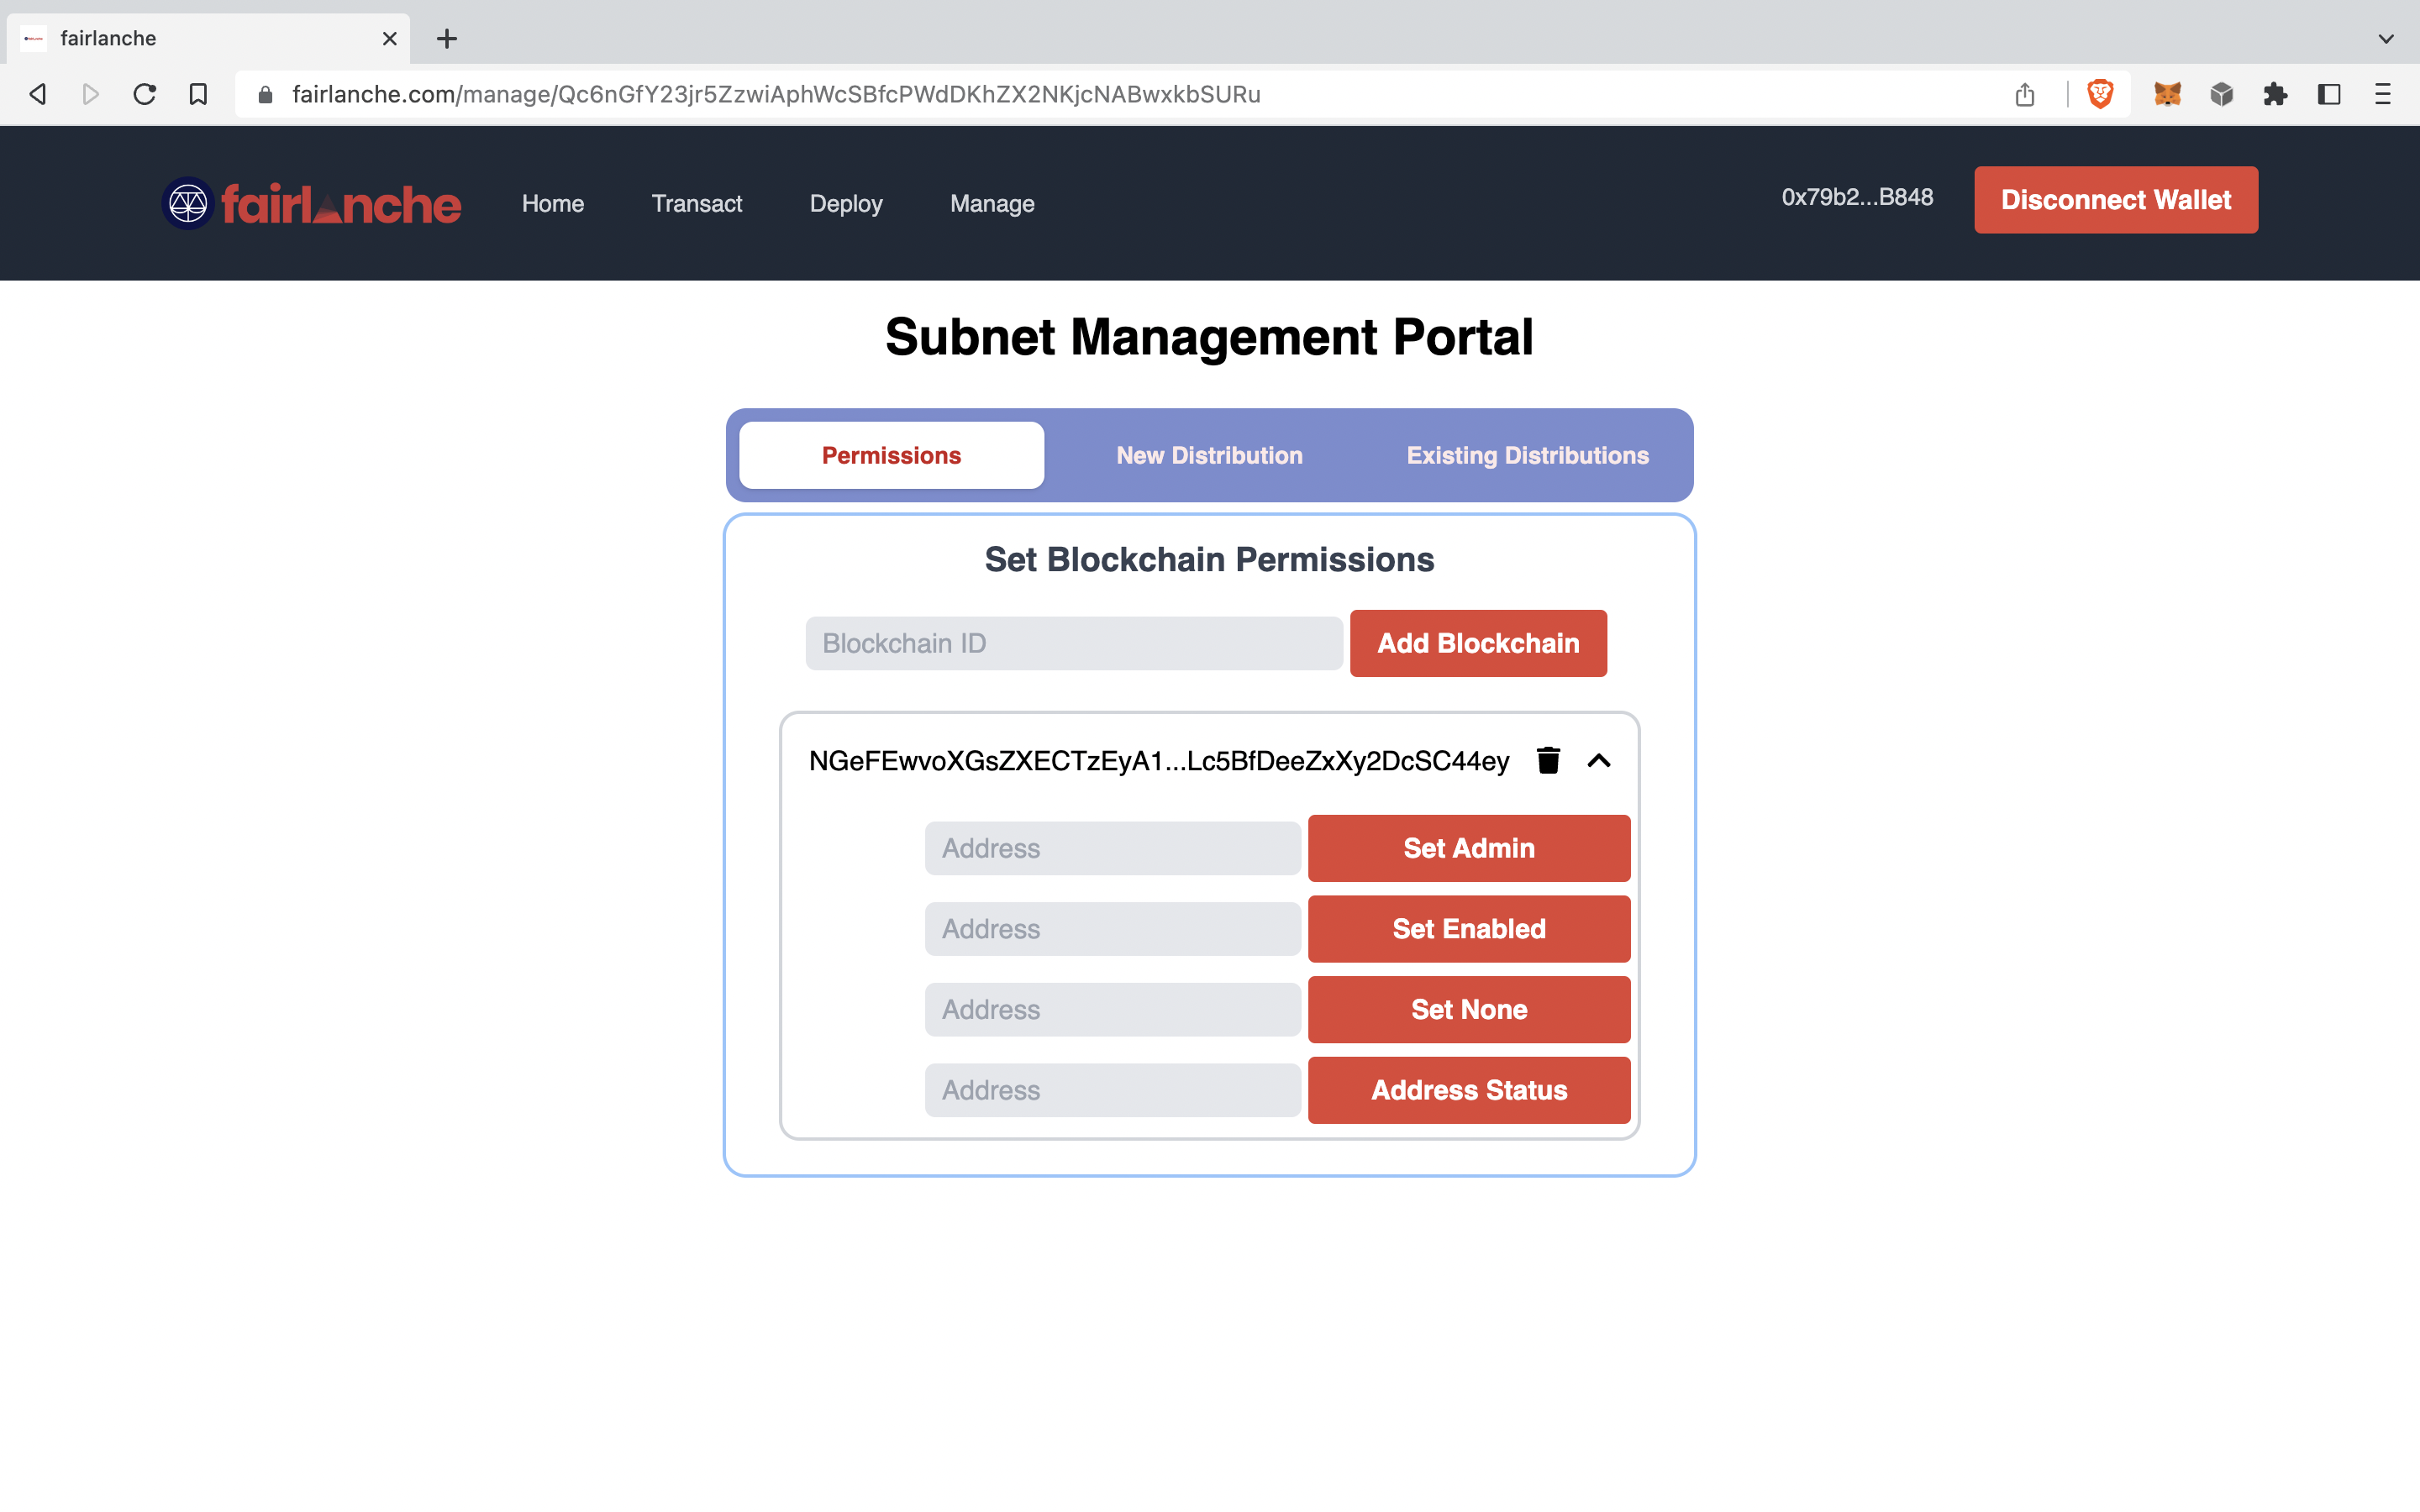 fairlanche
fairlanche.com/manage/Qc6nGfY23jr5ZzwiAphWcSBfcPWdDKhZX2NKjcNABwxkbSURu
fairlanche
Home
Transact
Deploy
Manage
0x79b2...B848
Disconnect Wallet
Subnet Management Portal
Permissions
New Distribution
Existing Distributions
Set Blockchain Permissions
Blockchain ID
Add Blockchain
NGeFEwvoXGsZXECTzEyA1...Lc5BfDeeZxXy2DcSC44ey
Address
Set Admin
Address
Set Enabled
Address
Set None
Address
Address Status